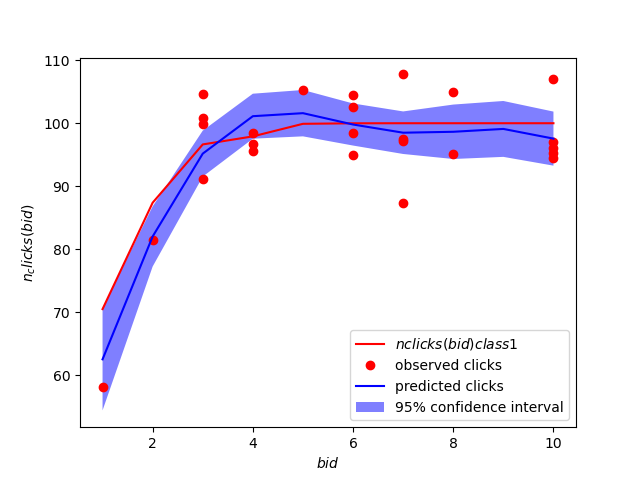 110
100
90
80
70
60
n_clicks(bid)
2
4
6
8
10
bid
nclicks(bid)class1
observed clicks
predicted clicks
95% confidence interval